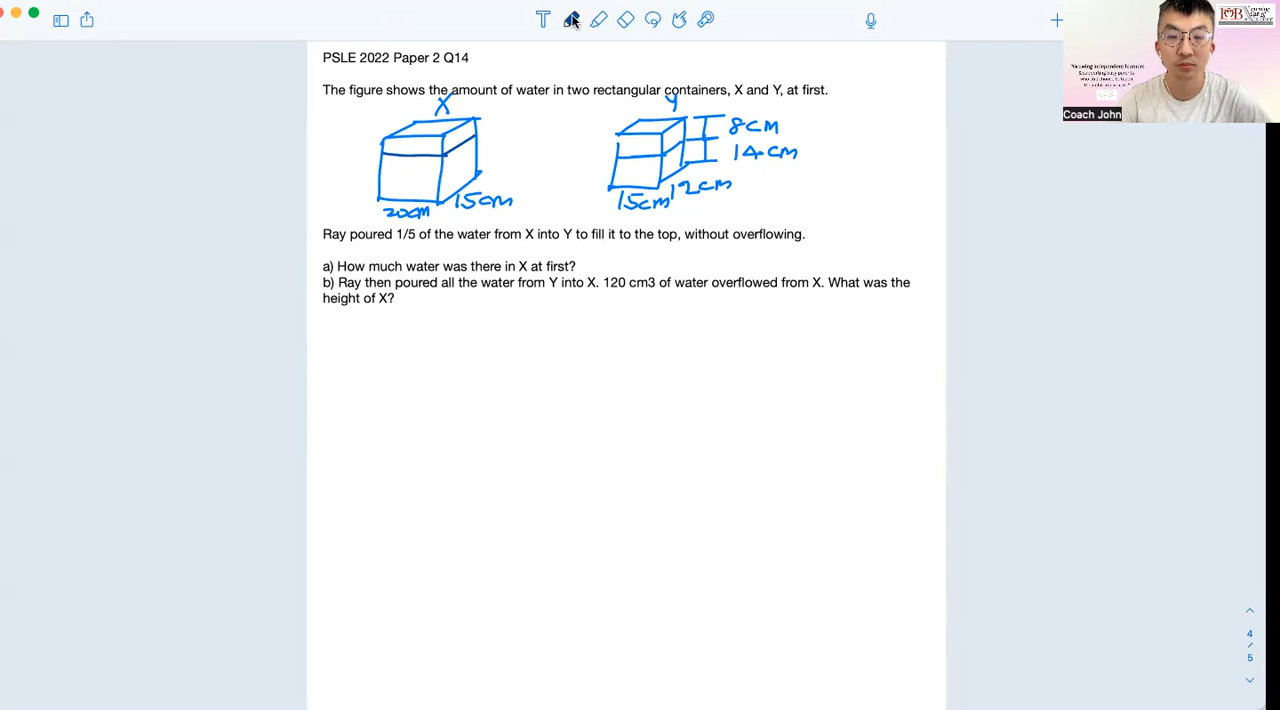 T
PSLE 2022 Paper 2 Q14
The figure shows the amount of water in two rectangular containers, X and Y, at first.
X
Y
8cm
14cm
20cm
15cm
15cm
12cm
Ray poured 1/5 of the water from X into Y to fill it to the top, without overflowing.
a) How much water was there in X at first?
b) Ray then poured all the water from Y into X. 120 cm3 of water overflowed from X. What was the
height of X?
"Growing independent learners
Coach John
4
/
5